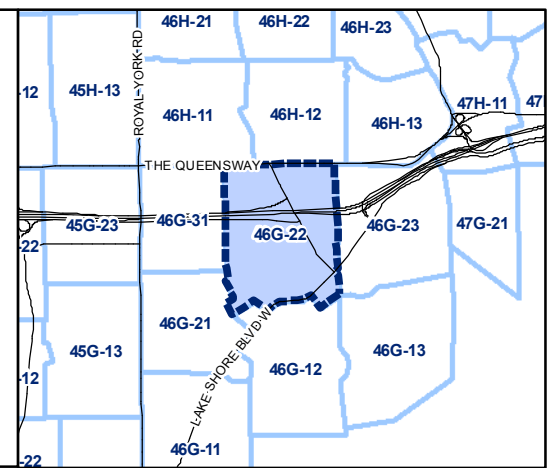 46H-21
46H-22
46H-23
-12
45H-13
ROYAL YORK RD
46H-11
46H-12
46H-13
47H-11
47
THE QUEENSWAY
45G-23
46G-31
46G-22
46G-23
47G-21
-22
46G-21
LAKE SHORE BLVD W
45G-13
46G-12
46G-13
-12
46G-11
-22